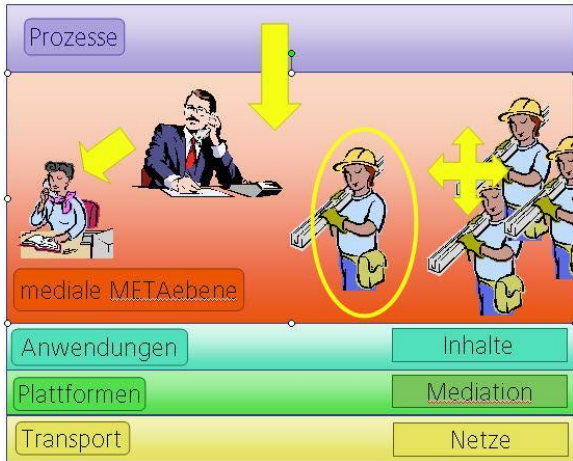 Prozesse
mediale METAebene
Anwendungen
Inhalte
Plattformen
Mediation
Transport
Netze